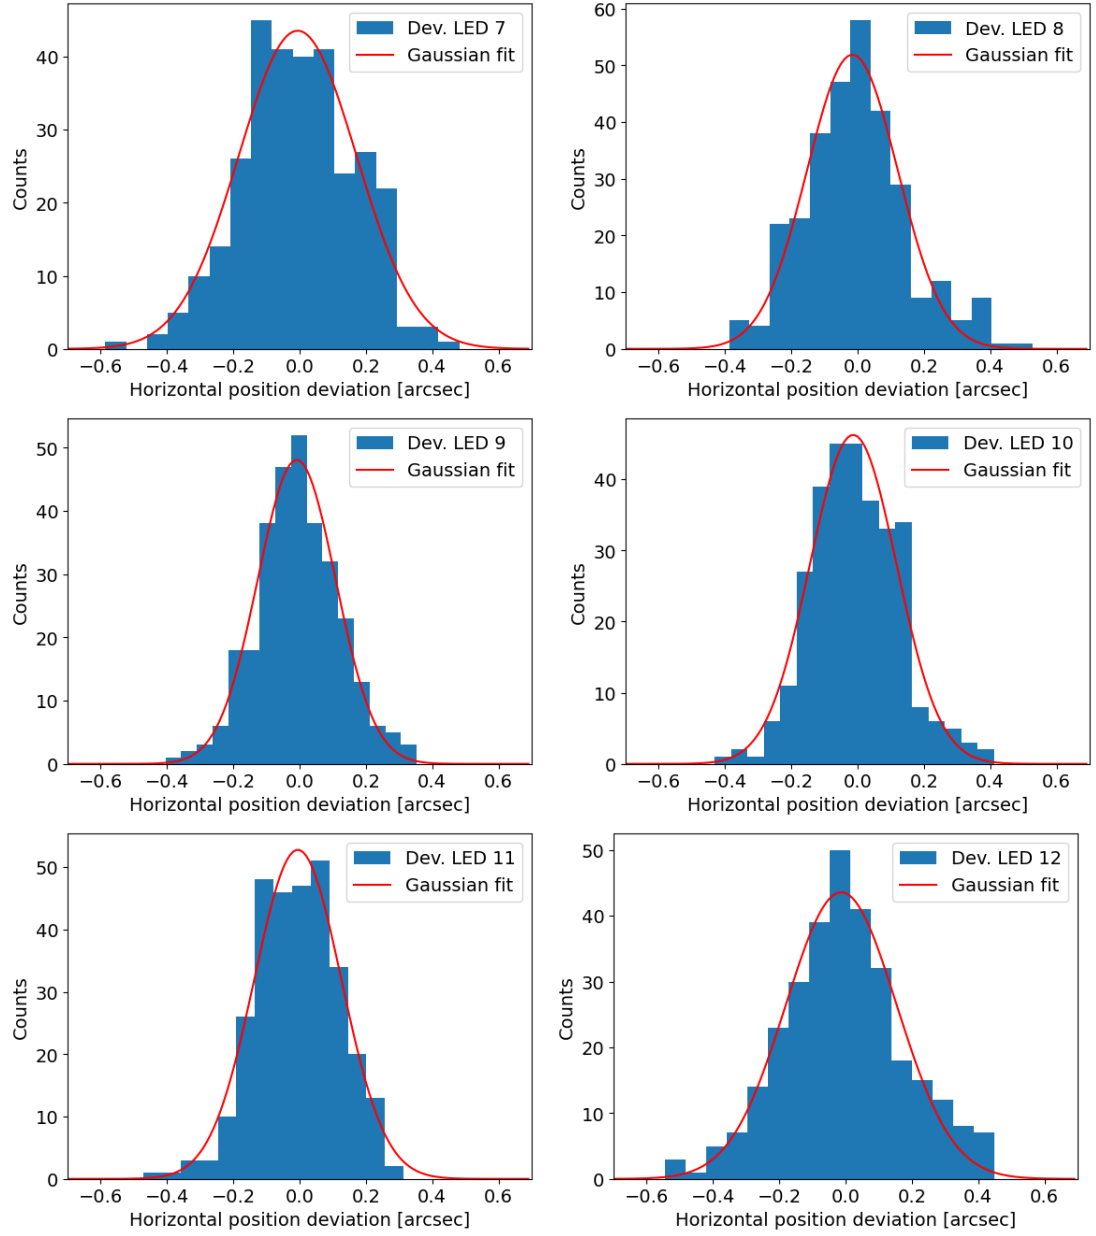 Dev. LED 7
Gaussian fit
40
30
20
10
0
Counts
−0.6 −0.4 −0.2 0.0 0.2 0.4 0.6
Horizontal position deviation [arcsec]
Dev. LED 8
Gaussian fit
60
50
40
30
20
10
0
Counts
−0.6 −0.4 −0.2 0.0 0.2 0.4 0.6
Horizontal position deviation [arcsec]
Dev. LED 9
Gaussian fit
50
40
30
20
10
0
Counts
−0.6 −0.4 −0.2 0.0 0.2 0.4 0.6
Horizontal position deviation [arcsec]
Dev. LED 10
Gaussian fit
40
30
20
10
0
Counts
−0.6 −0.4 −0.2 0.0 0.2 0.4 0.6
Horizontal position deviation [arcsec]
Dev. LED 11
Gaussian fit
50
40
30
20
10
0
Counts
−0.6 −0.4 −0.2 0.0 0.2 0.4 0.6
Horizontal position deviation [arcsec]
Dev. LED 12
Gaussian fit
50
40
30
20
10
0
Counts
−0.6 −0.4 −0.2 0.0 0.2 0.4 0.6
Horizontal position deviation [arcsec]